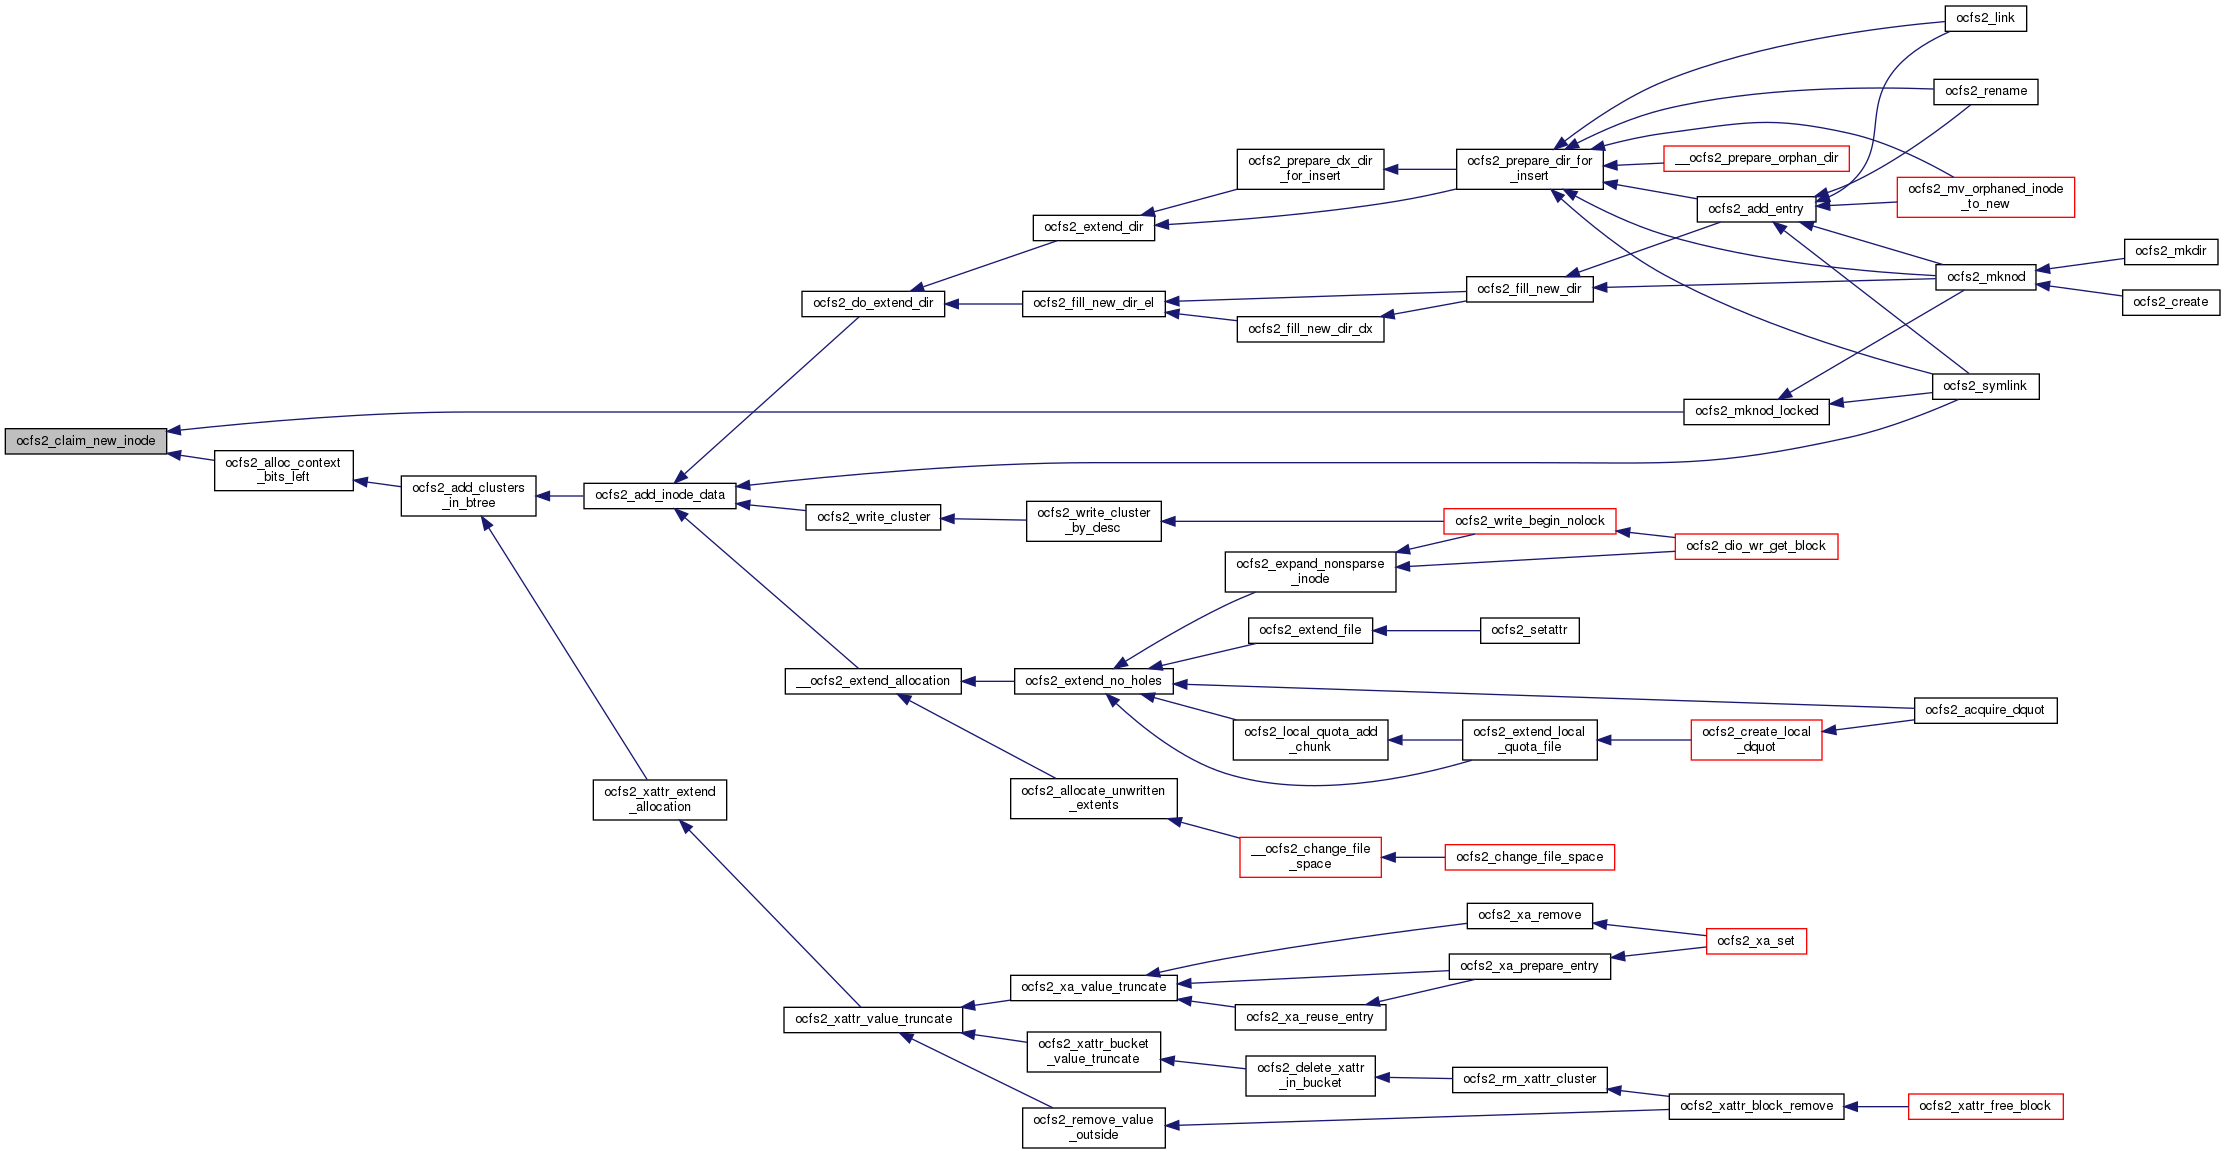 ocfs2_claim_new_inode
ocfs2_alloc_context
_bits_left
ocfs2_add_clusters
_in_btree
ocfs2_add_inode_data
ocfs2_do_extend_dir
ocfs2_extend_dir
ocfs2_prepare_dx_dir
_for_insert
ocfs2_prepare_dir_for
_insert
ocfs2_link
ocfs2_rename
__ocfs2_prepare_orphan_dir
ocfs2_mv_orphaned_inode
_to_new
ocfs2_add_entry
ocfs2_fill_new_dir_el
ocfs2_fill_new_dir
ocfs2_fill_new_dir_dx
ocfs2_mknod
ocfs2_mkdir
ocfs2_create
ocfs2_symlink
ocfs2_mknod_locked
ocfs2_write_cluster
ocfs2_write_cluster
_by_desc
ocfs2_write_begin_nolock
ocfs2_dio_wr_get_block
ocfs2_expand_nonsparse
_inode
ocfs2_extend_file
ocfs2_setattr
__ocfs2_extend_allocation
ocfs2_extend_no_holes
ocfs2_acquire_dquot
ocfs2_local_quota_add
_chunk
ocfs2_extend_local
_quota_file
ocfs2_create_local
_dquot
ocfs2_xattr_extend
_allocation
ocfs2_allocate_unwritten
_extents
__ocfs2_change_file
_space
ocfs2_change_file_space
ocfs2_xa_remove
ocfs2_xa_set
ocfs2_xa_prepare_entry
ocfs2_xa_value_truncate
ocfs2_xa_reuse_entry
ocfs2_xattr_value_truncate
ocfs2_xattr_bucket
_value_truncate
ocfs2_delete_xattr
_in_bucket
ocfs2_rm_xattr_cluster
ocfs2_xattr_block_remove
ocfs2_xattr_free_block
ocfs2_remove_value
_outside